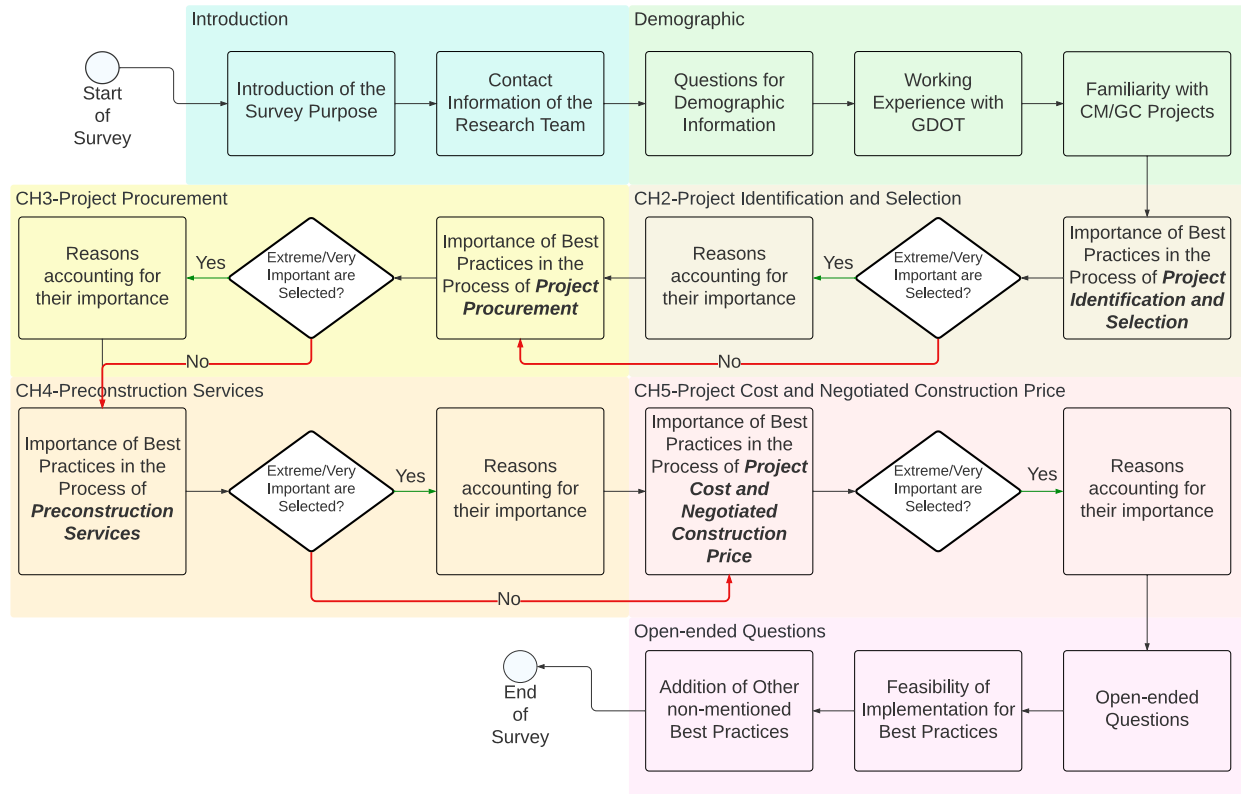 Introduction
Demographic
Start
of
Survey
Introduction of the
Survey Purpose
Contact
Information of the
Research Team
Questions for
Demographic
Information
Working
Experience with
GDOT
Familiarity with
CM/GC Projects
CH3-Project Procurement
CH2-Project Identification and Selection
Importance of Best
Practices in the
Process of Project
Identification and
Selection
Extreme/Very
Important are
Selected?
Yes
No
Reasons
accounting for
their importance
Importance of Best
Practices in the
Process of Project
Procurement
Extreme/Very
Important are
Selected?
Yes
No
Reasons
accounting for
their importance
CH4-Preconstruction Services
CH5-Project Cost and Negotiated Construction Price
Importance of Best
Practices in the
Process of
Preconstruction
Services
Extreme/Very
Important are
Selected?
Yes
No
Reasons
accounting for
their importance
Importance of Best
Practices in the
Process of Project
Cost and
Negotiated
Construction
Price
Extreme/Very
Important are
Selected?
Yes
Reasons
accounting for
their importance
Open-ended Questions
Open-ended
Questions
Feasibility of
Implementation for
Best Practices
Addition of Other
non-mentioned
Best Practices
End
of
Survey